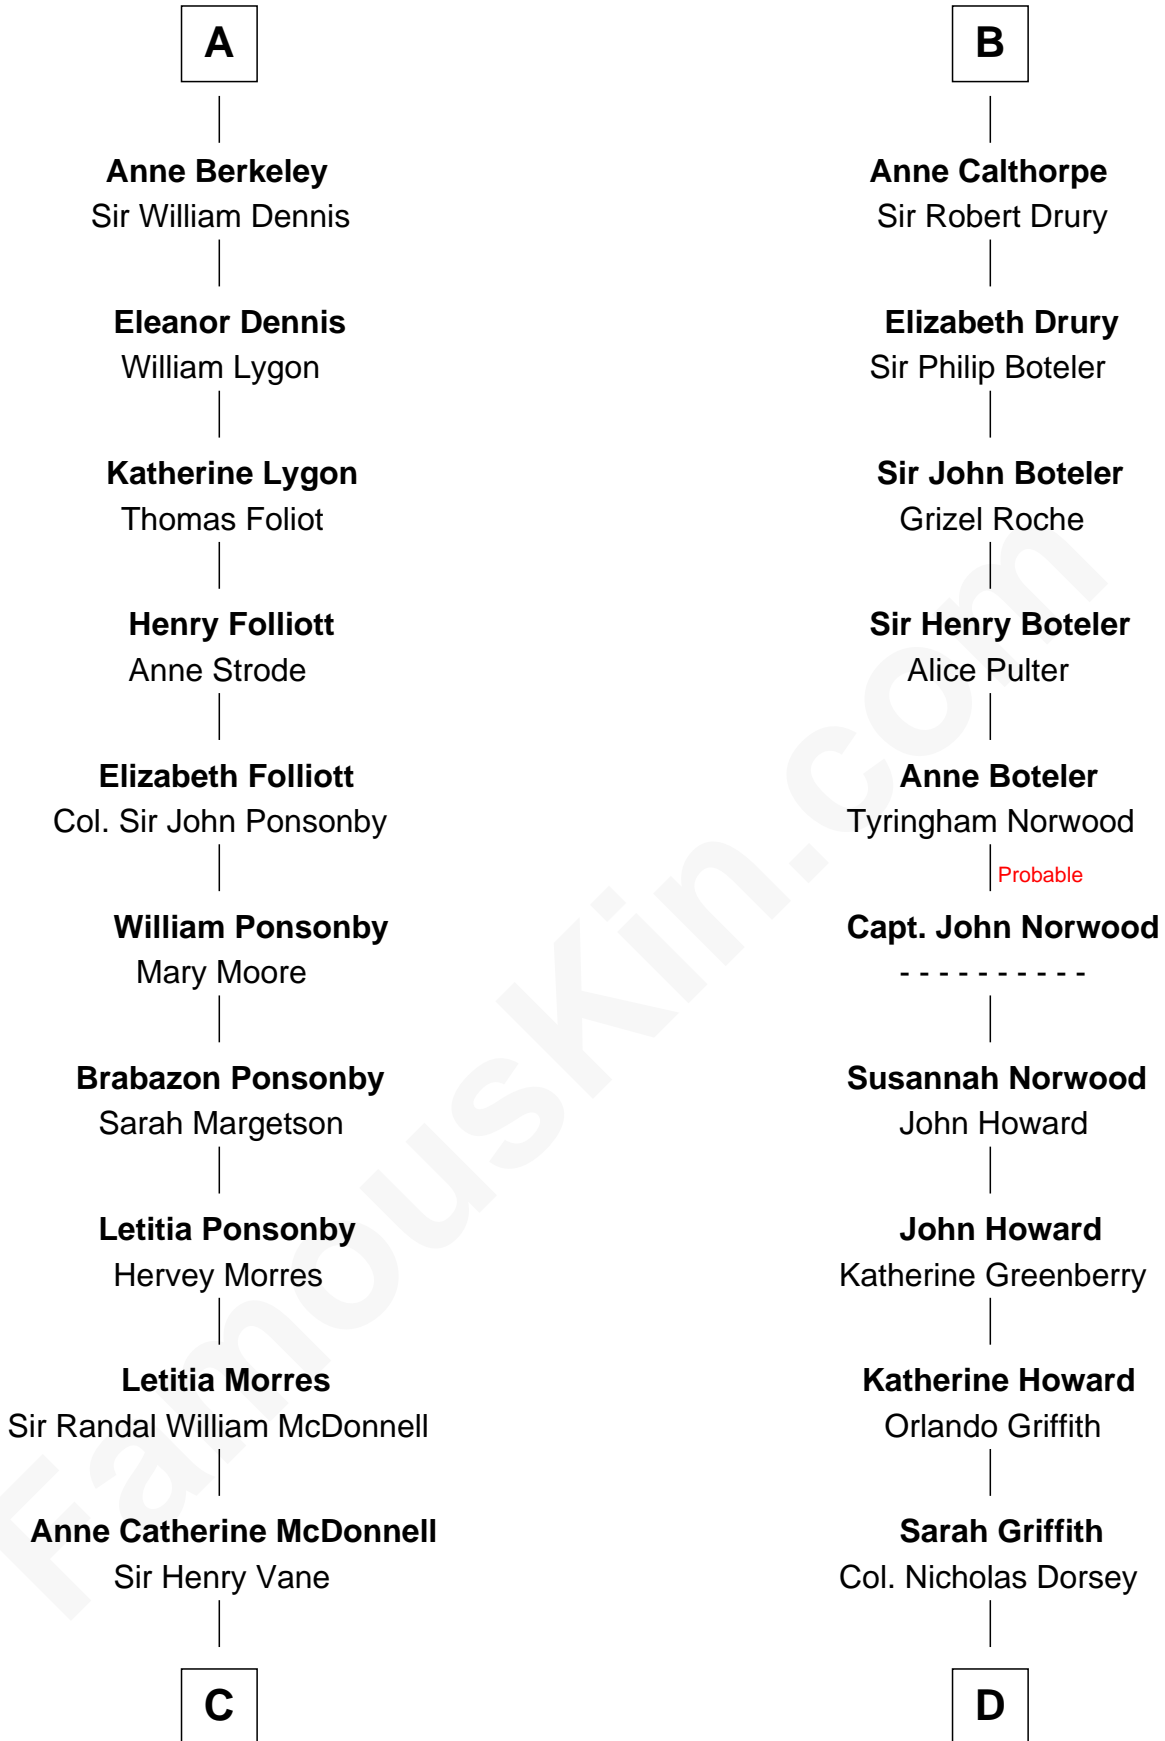 A
Anne Berkeley
Sir William Dennis
Eleanor Dennis
William Lygon
Katherine Lygon
Thomas Foliot
Henry Folliott
Anne Strode
Elizabeth Folliott
Col. Sir John Ponsonby
William Ponsonby
Mary Moore
Brabazon Ponsonby
Sarah Margetson
Letitia Ponsonby
Hervey Morres
Letitia Morres
Sir Randal William McDonnell
Anne Catherine McDonnell
Sir Henry Vane
C
B
Anne Calthorpe
Sir Robert Drury
Elizabeth Drury
Sir Philip Boteler
Sir John Boteler
Grizel Roche
Sir Henry Boteler
Alice Pulter
Anne Boteler
Tyringham Norwood
Probable
Capt. John Norwood
- - - - - - - - - -
Susannah Norwood
John Howard
John Howard
Katherine Greenberry
Katherine Howard
Orlando Griffith
Sarah Griffith
Col. Nicholas Dorsey
D
FamousKin.com